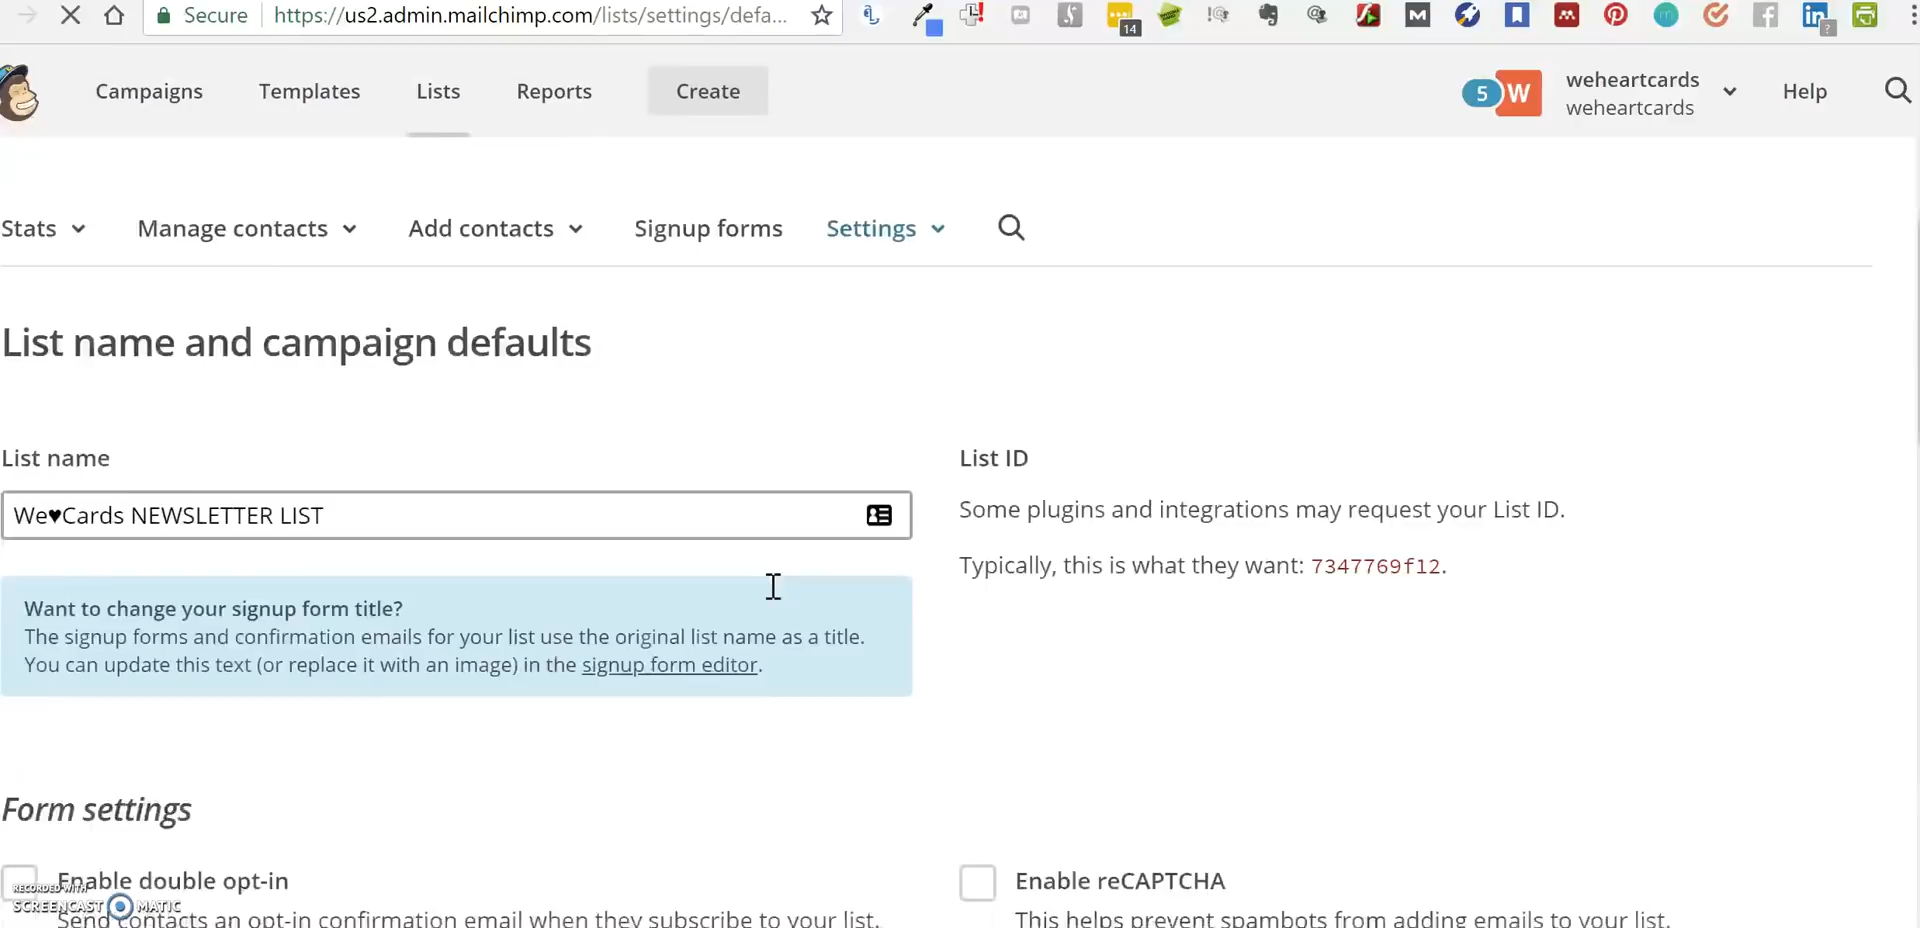 Secure https://us2.admin.mailchimp.com/lists/settings/defa...
14
?
Campaigns Templates Lists Reports Create
5 W weheartcards
weheartcards
Help
Stats Manage contacts Add contacts Signup forms Settings
List name and campaign defaults
List name
We♥Cards NEWSLETTER LIST
Want to change your signup form title?
The signup forms and confirmation emails for your list use the original list name as a title.
You can update this text (or replace it with an image) in the signup form editor.
List ID
Some plugins and integrations may request your List ID.
Typically, this is what they want: 7347769f12.
Form settings
Enable double opt-in
Send contacts an opt-in confirmation email when they subscribe to your list.
Enable reCAPTCHA
This helps prevent spambots from adding emails to your list.
RECORDED WITH
SCREENCAST MATIC